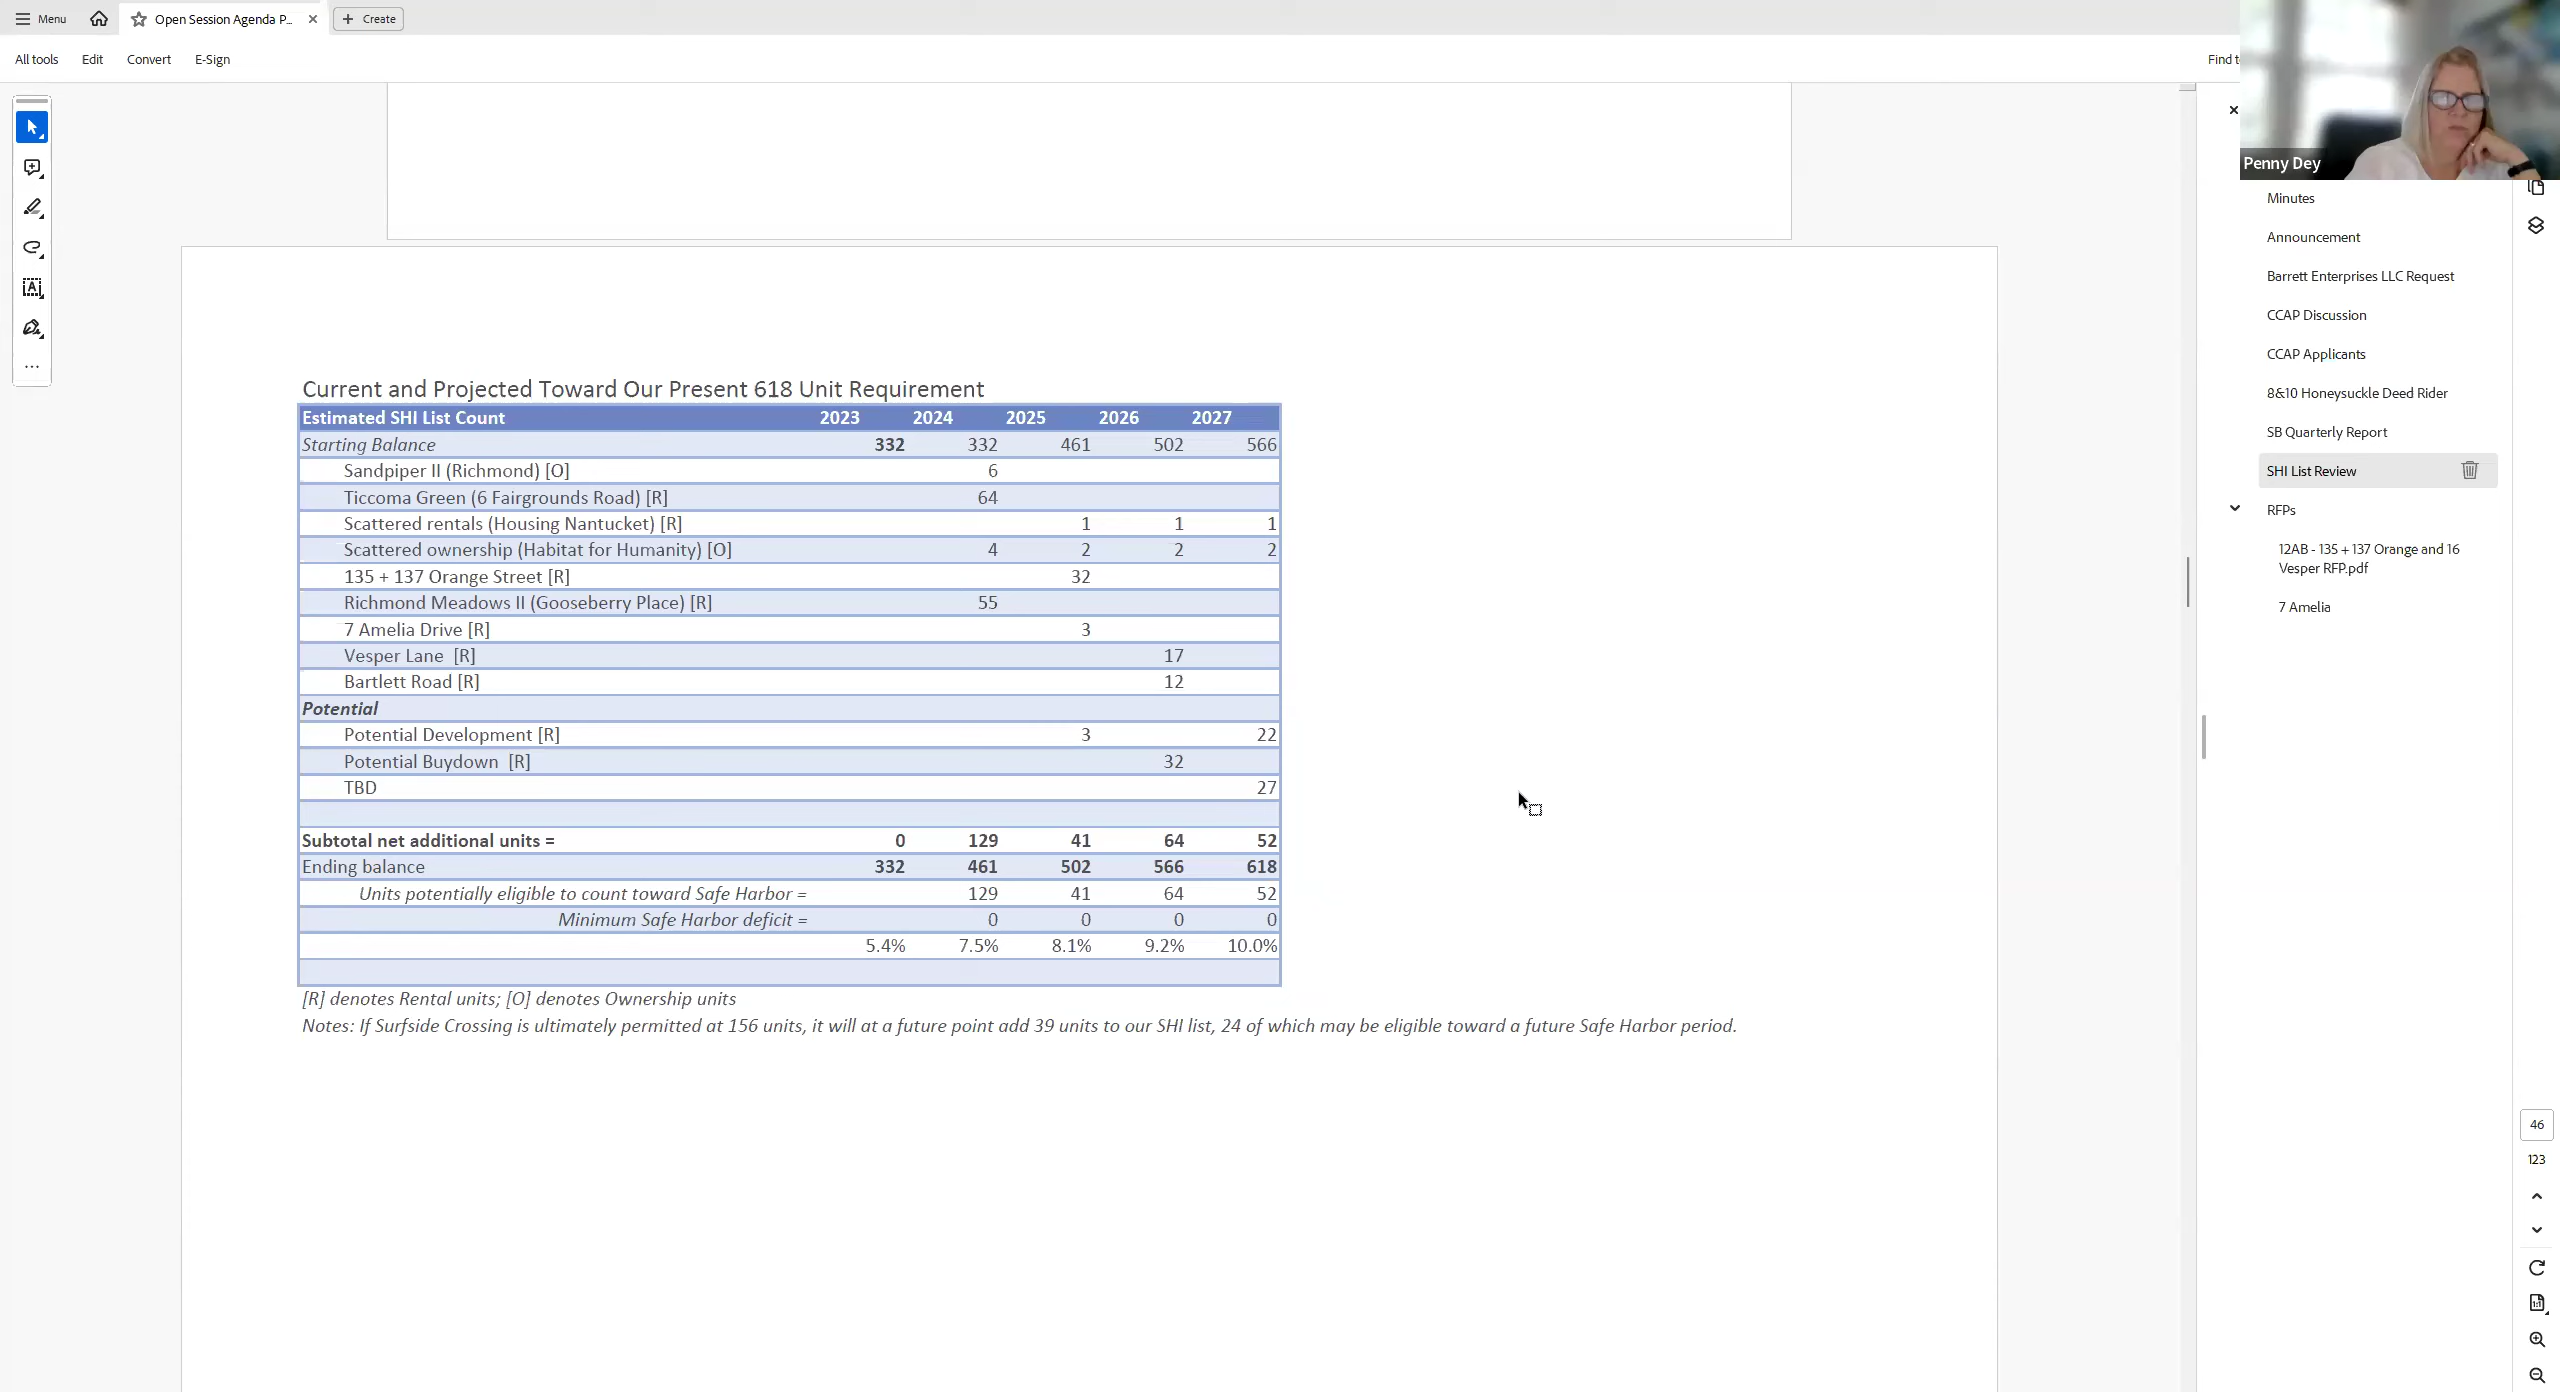 Menu
Open Session Agenda P...
Create
All tools Edit Convert E-Sign
Find t
Penny Dey
Current and Projected Toward Our Present 618 Unit Requirement
Estimated SHI List Count 2023 2024 2025 2026 2027
Starting Balance 332 332 461 502 566
Sandpiper II (Richmond) [O] 6
Ticcoma Green (6 Fairgrounds Road) [R] 64
Scattered rentals (Housing Nantucket) [R] 1 1 1
Scattered ownership (Habitat for Humanity) [O] 4 2 2 2
135 + 137 Orange Street [R] 32
Richmond Meadows II (Gooseberry Place) [R] 55
7 Amelia Drive [R] 3
Vesper Lane [R] 17
Bartlett Road [R] 12
Potential
Potential Development [R] 3 22
Potential Buydown [R] 32
TBD 27
Subtotal net additional units = 0 129 41 64 52
Ending balance 332 461 502 566 618
Units potentially eligible to count toward Safe Harbor = 129 41 64 52
Minimum Safe Harbor deficit = 0 0 0 0
5.4% 7.5% 8.1% 9.2% 10.0%
[R] denotes Rental units; [O] denotes Ownership units
Notes: If Surfside Crossing is ultimately permitted at 156 units, it will at a future point add 39 units to our SHI list, 24 of which may be eligible toward a future Safe Harbor period.
Minutes
Announcement
Barrett Enterprises LLC Request
CCAP Discussion
CCAP Applicants
8&10 Honeysuckle Deed Rider
SB Quarterly Report
SHI List Review
RFPs
12AB - 135 + 137 Orange and 16
Vesper RFP.pdf
7 Amelia
46
123